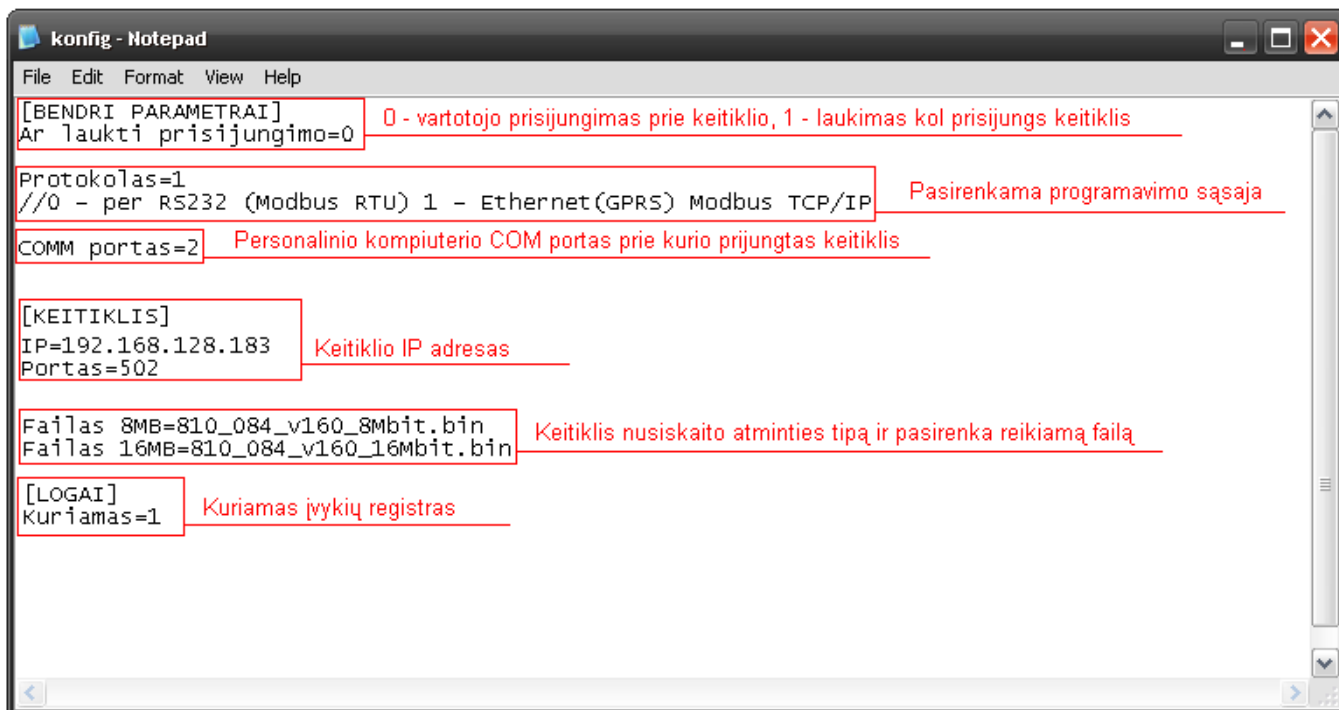 konfig - Notepad
File Edit Format View Help
[BENDRI PARAMETRAI]
Ar laukti prisijungimo=0
0 - vartotojo prisijungimas prie keitiklio, 1 - laukimas kol prisijungs keitiklis
Protokolas=1
//0 – per RS232 (Modbus RTU) 1 – Ethernet(GPRS) Modbus TCP/IP
Pasirenkama programavimo sąsaja
COMM portas=2
Personalinio kompiuterio COM portas prie kurio prijungtas keitiklis
[KEITIKLIS]
IP=192.168.128.183
Portas=502
Keitiklio IP adresas
Failas 8MB=810_084_v160_8Mbit.bin
Failas 16MB=810_084_v160_16Mbit.bin
Keitiklis nusiskaito atminties tipą ir pasirenka reikiamą failą
[LOGAI]
Kuriamas=1
Kuriamas įvykių registras